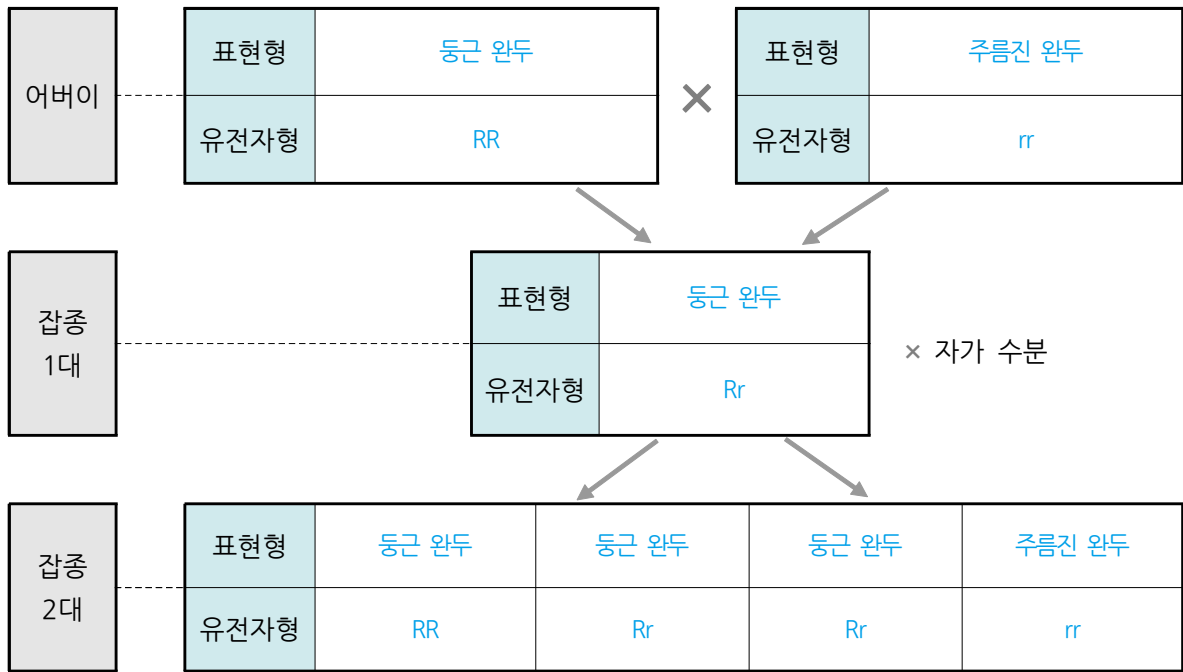 어버이
표현형 둥근 완두
유전자형 RR
×
표현형 주름진 완두
유전자형 rr
잡종
1대
표현형 둥근 완두
유전자형 Rr
× 자가 수분
잡종
2대
표현형 둥근 완두 둥근 완두 둥근 완두 주름진 완두
유전자형 RR Rr Rr rr